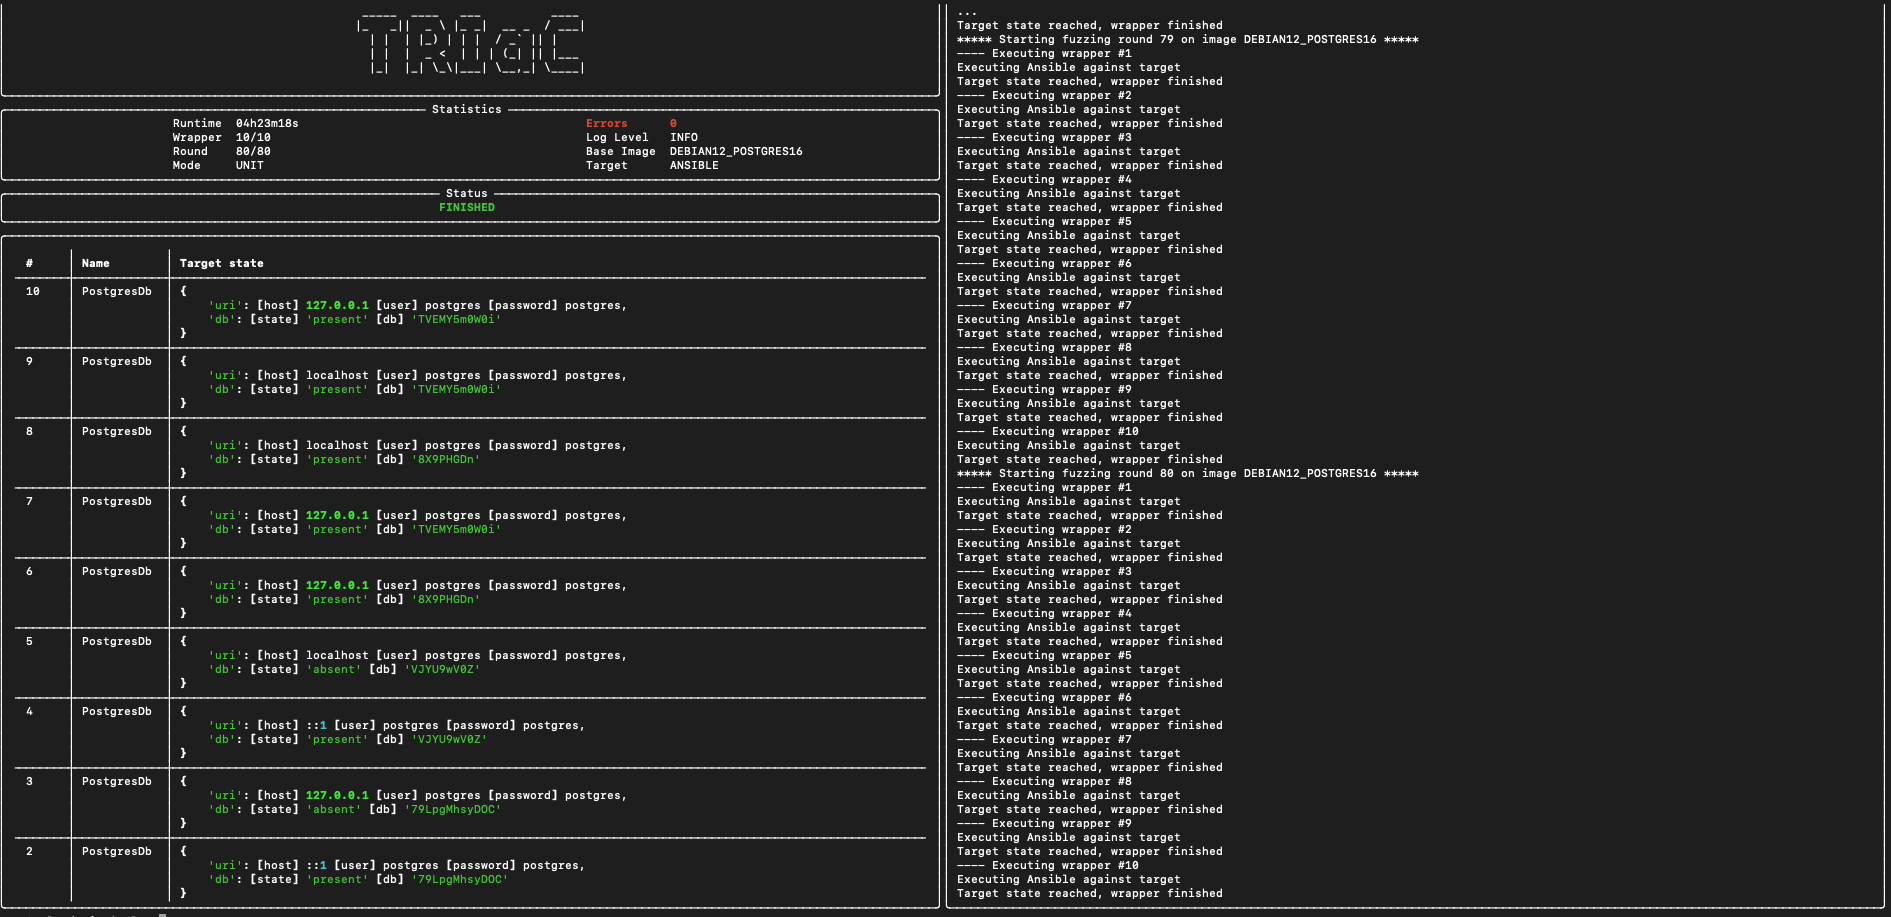 TRIaC
Statistics
Runtime 04h23m18s
Wrapper 10/10
Round 80/80
Mode UNIT
Errors 0
Log Level INFO
Base Image DEBIAN12_POSTGRES16
Target ANSIBLE
Status
FINISHED
# Name Target state
10 PostgresDb {
'uri': [host] 127.0.0.1 [user] postgres [password] postgres,
'db': [state] 'present' [db] 'TVEMY5m0W0i'
}
9 PostgresDb {
'uri': [host] localhost [user] postgres [password] postgres,
'db': [state] 'present' [db] 'TVEMY5m0W0i'
}
8 PostgresDb {
'uri': [host] localhost [user] postgres [password] postgres,
'db': [state] 'present' [db] '8X9PHGDn'
}
7 PostgresDb {
'uri': [host] 127.0.0.1 [user] postgres [password] postgres,
'db': [state] 'present' [db] 'TVEMY5m0W0i'
}
6 PostgresDb {
'uri': [host] 127.0.0.1 [user] postgres [password] postgres,
'db': [state] 'present' [db] '8X9PHGDn'
}
5 PostgresDb {
'uri': [host] localhost [user] postgres [password] postgres,
'db': [state] 'absent' [db] 'VJYU9wV0Z'
}
4 PostgresDb {
'uri': [host] ::1 [user] postgres [password] postgres,
'db': [state] 'present' [db] 'VJYU9wV0Z'
}
3 PostgresDb {
'uri': [host] 127.0.0.1 [user] postgres [password] postgres,
'db': [state] 'absent' [db] '79LpgMhsyDOC'
}
2 PostgresDb {
'uri': [host] ::1 [user] postgres [password] postgres,
'db': [state] 'present' [db] '79LpgMhsyDOC'
}
...
Target state reached, wrapper finished
***** Starting fuzzing round 79 on image DEBIAN12_POSTGRES16 *****
---- Executing wrapper #1
Executing Ansible against target
Target state reached, wrapper finished
---- Executing wrapper #2
Executing Ansible against target
Target state reached, wrapper finished
---- Executing wrapper #3
Executing Ansible against target
Target state reached, wrapper finished
---- Executing wrapper #4
Executing Ansible against target
Target state reached, wrapper finished
---- Executing wrapper #5
Executing Ansible against target
Target state reached, wrapper finished
---- Executing wrapper #6
Executing Ansible against target
Target state reached, wrapper finished
---- Executing wrapper #7
Executing Ansible against target
Target state reached, wrapper finished
---- Executing wrapper #8
Executing Ansible against target
Target state reached, wrapper finished
---- Executing wrapper #9
Executing Ansible against target
Target state reached, wrapper finished
---- Executing wrapper #10
Executing Ansible against target
Target state reached, wrapper finished
***** Starting fuzzing round 80 on image DEBIAN12_POSTGRES16 *****
---- Executing wrapper #1
Executing Ansible against target
Target state reached, wrapper finished
---- Executing wrapper #2
Executing Ansible against target
Target state reached, wrapper finished
---- Executing wrapper #3
Executing Ansible against target
Target state reached, wrapper finished
---- Executing wrapper #4
Executing Ansible against target
Target state reached, wrapper finished
---- Executing wrapper #5
Executing Ansible against target
Target state reached, wrapper finished
---- Executing wrapper #6
Executing Ansible against target
Target state reached, wrapper finished
---- Executing wrapper #7
Executing Ansible against target
Target state reached, wrapper finished
---- Executing wrapper #8
Executing Ansible against target
Target state reached, wrapper finished
---- Executing wrapper #9
Executing Ansible against target
Target state reached, wrapper finished
---- Executing wrapper #10
Executing Ansible against target
Target state reached, wrapper finished